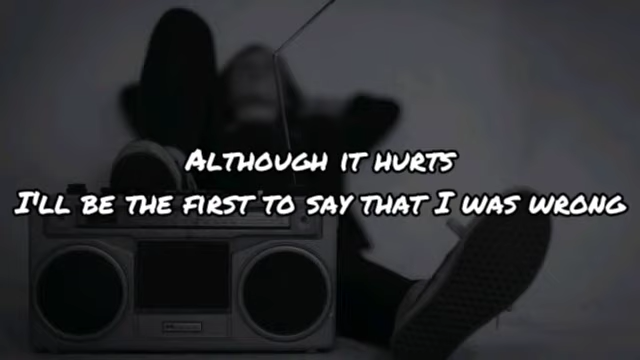 ALTHOUGH IT HURTS
I'LL BE THE FIRST TO SAY THAT I WAS WRONG